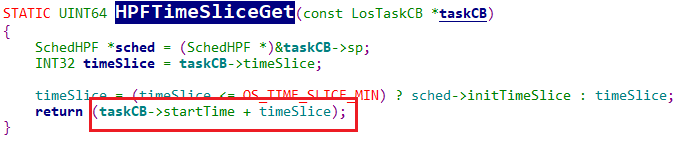 STATIC UINT64 HPFTimeSliceGet(const LosTaskCB *taskCB)
{
SchedHPF *sched = (SchedHPF *)&taskCB->sp;
INT32 timeSlice = taskCB->timeSlice;
timeSlice = (timeSlice <= OS_TIME_SLICE_MIN) ? sched->initTimeSlice : timeSlice;
return (taskCB->startTime + timeSlice);
}